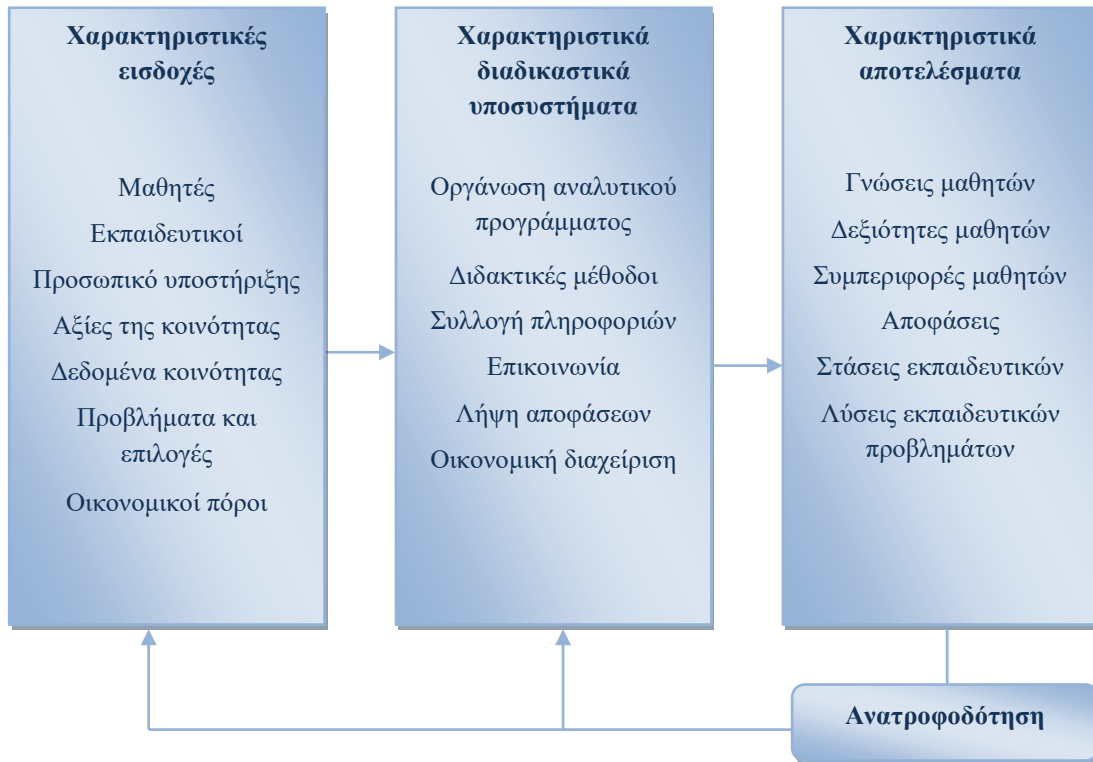 Χαρακτηριστικές
εισδοχές
Μαθητές
Εκπαιδευτικοί
Προσωπικό υποστήριξης
Αξίες της κοινότητας
Δεδομένα κοινότητας
Προβλήματα και
επιλογές
Οικονομικοί πόροι
Χαρακτηριστικά
διαδικαστικά
υποσυστήματα
Οργάνωση αναλυτικού
προγράμματος
Διδακτικές μέθοδοι
Συλλογή πληροφοριών
Επικοινωνία
Λήψη αποφάσεων
Οικονομική διαχείριση
Χαρακτηριστικά
αποτελέσματα
Γνώσεις μαθητών
Δεξιότητες μαθητών
Συμπεριφορές μαθητών
Αποφάσεις
Στάσεις εκπαιδευτικών
Λύσεις εκπαιδευτικών
προβλημάτων
Ανατροφοδότηση